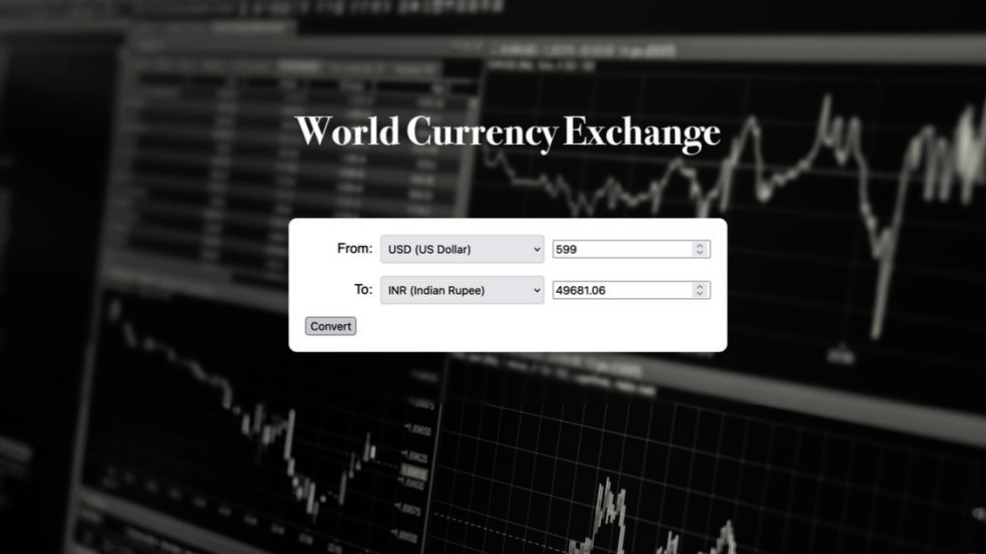 World Currency Exchange
From: USD (US Dollar) 599
To: INR (Indian Rupee) 49681.06
Convert